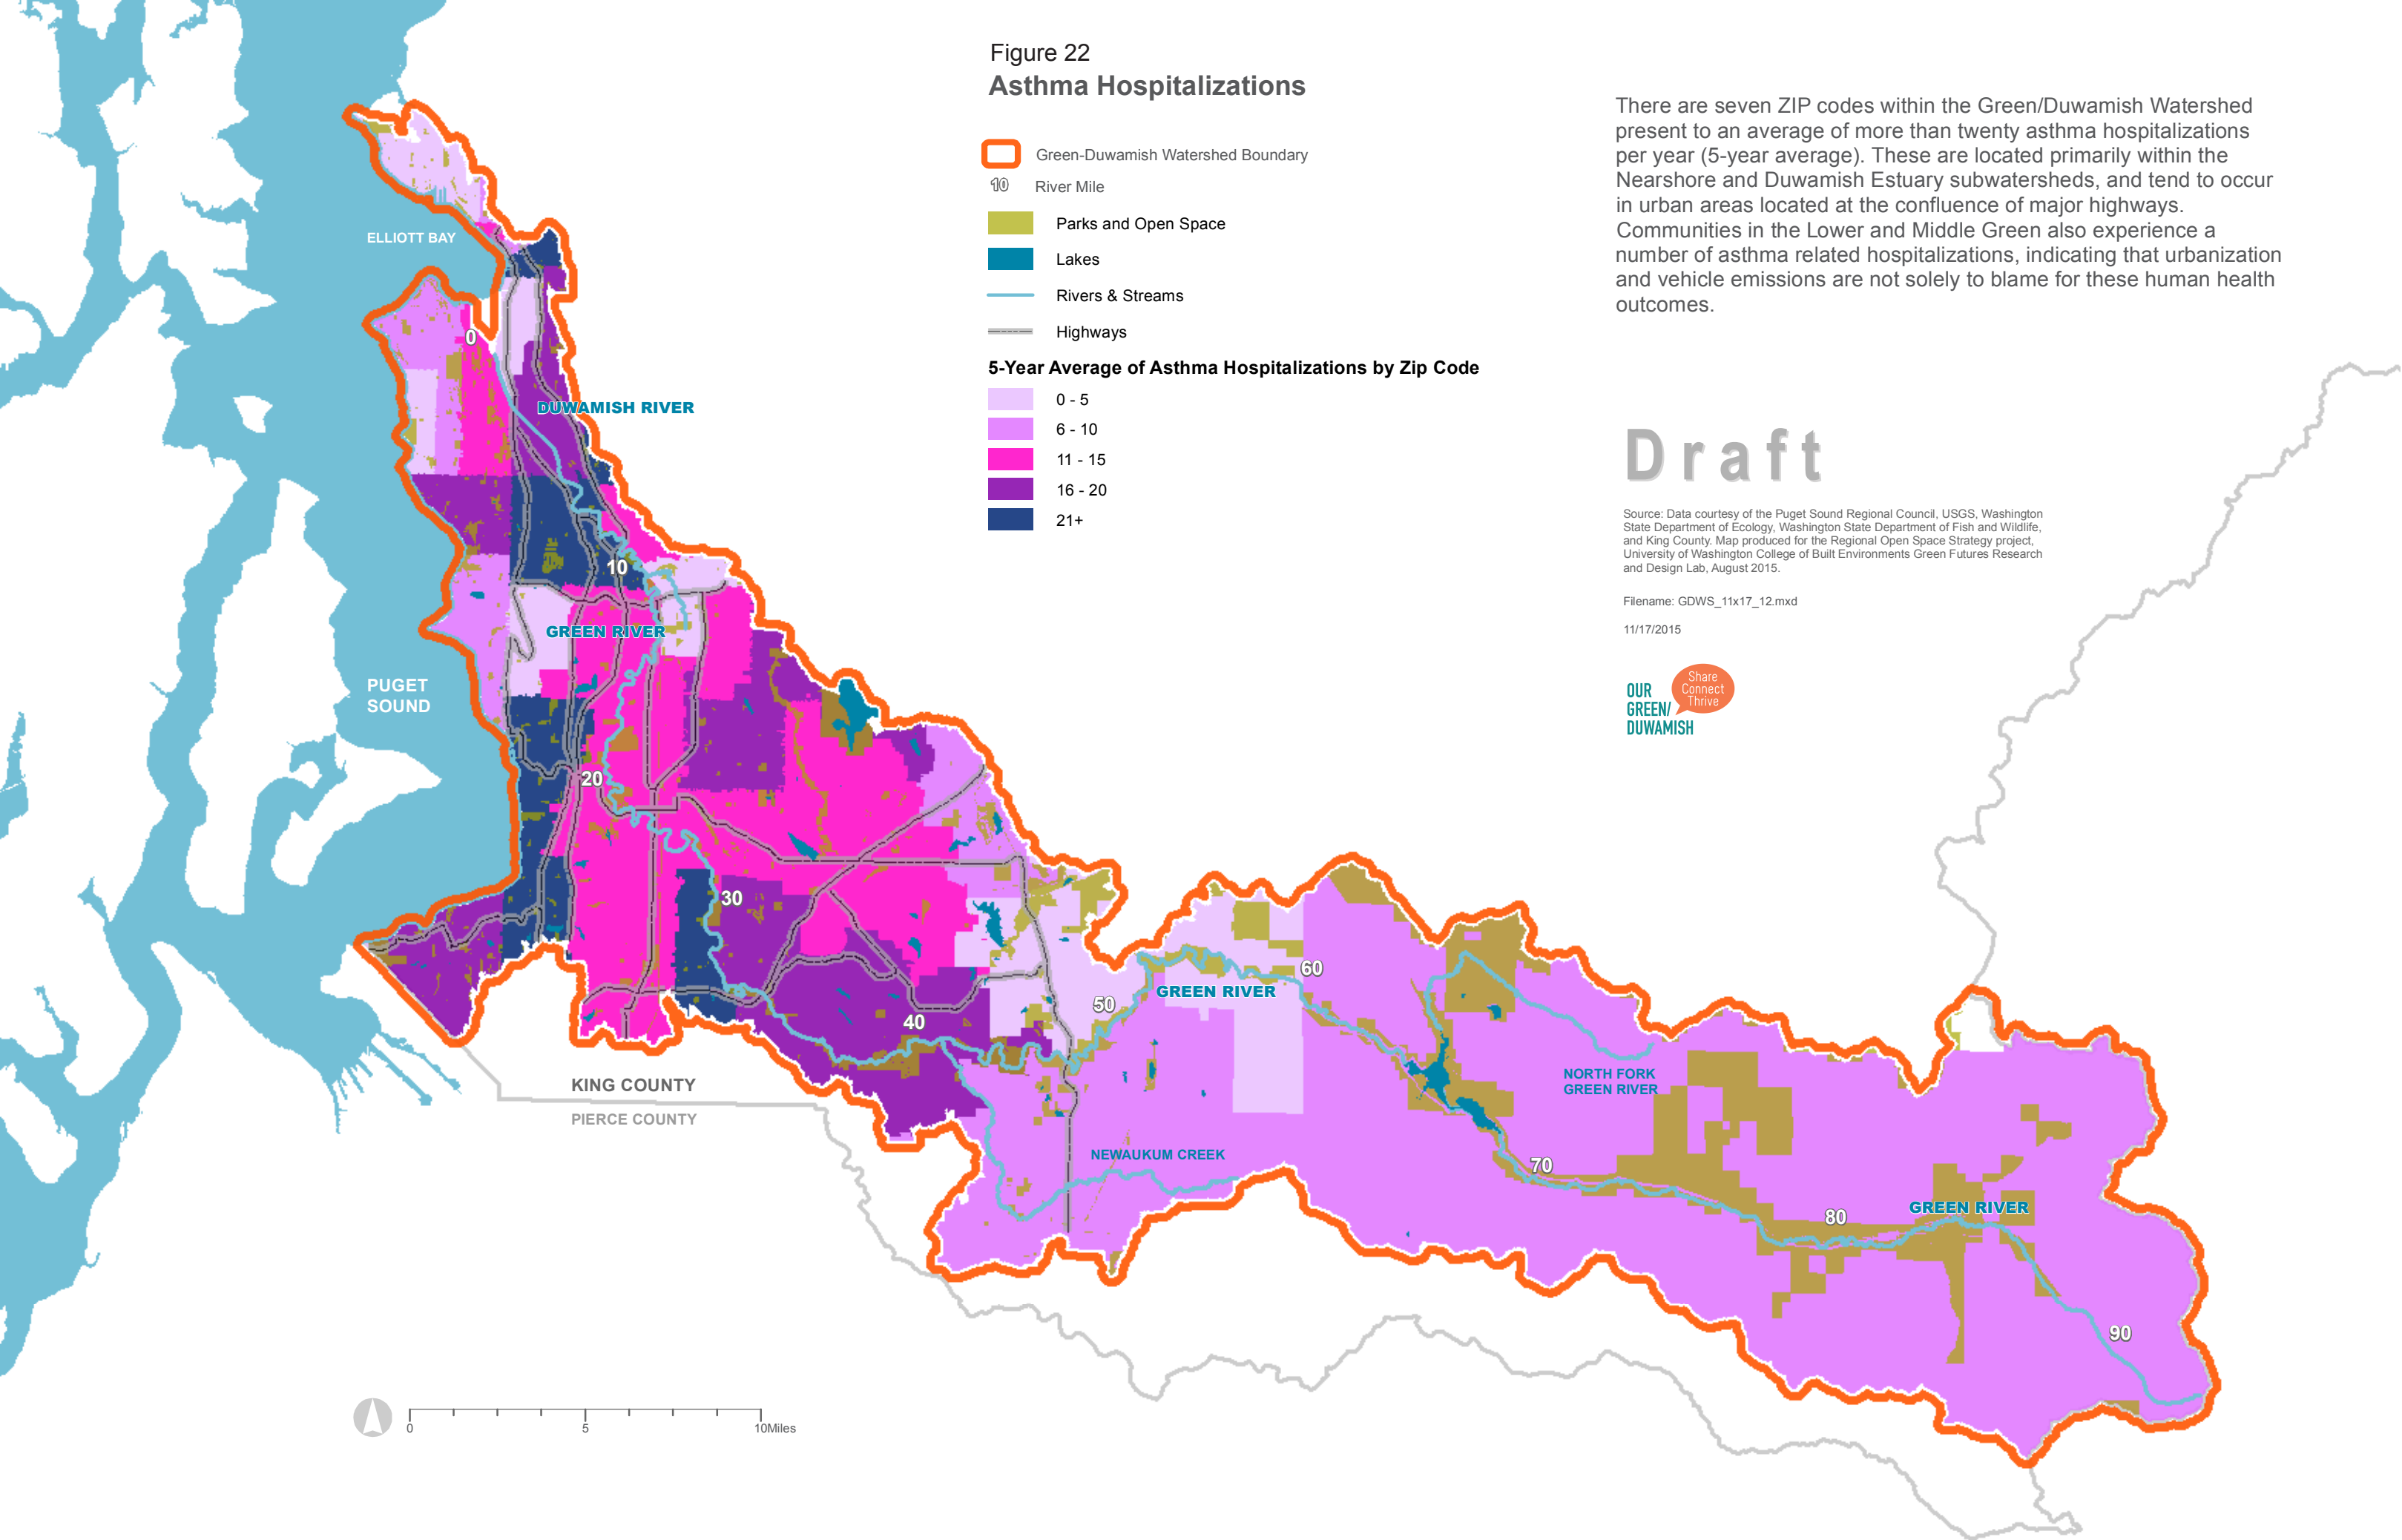 Figure 22
Asthma Hospitalizations
Green-Duwamish Watershed Boundary
10 River Mile
Parks and Open Space
Lakes
Rivers & Streams
Highways
5-Year Average of Asthma Hospitalizations by Zip Code
0 - 5
6 - 10
11 - 15
16 - 20
21+
There are seven ZIP codes within the Green/Duwamish Watershed
present to an average of more than twenty asthma hospitalizations
per year (5-year average). These are located primarily within the
Nearshore and Duwamish Estuary subwatersheds, and tend to occur
in urban areas located at the confluence of major highways.
Communities in the Lower and Middle Green also experience a
number of asthma related hospitalizations, indicating that urbanization
and vehicle emissions are not solely to blame for these human health
outcomes.
Draft
Source: Data courtesy of the Puget Sound Regional Council, USGS, Washington
State Department of Ecology, Washington State Department of Fish and Wildlife,
and King County. Map produced for the Regional Open Space Strategy project,
University of Washington College of Built Environments Green Futures Research
and Design Lab, August 2015.
Filename: GDWS_11x17_12.mxd
11/17/2015
OUR
GREEN/
DUWAMISH
Share
Connect
Thrive
ELLIOTT BAY
0
DUWAMISH RIVER
10
GREEN RIVER
PUGET
SOUND
20
30
40
50
60
GREEN RIVER
KING COUNTY
PIERCE COUNTY
NORTH FORK
GREEN RIVER
NEWAUKUM CREEK
70
80
GREEN RIVER
90
0 5 10Miles